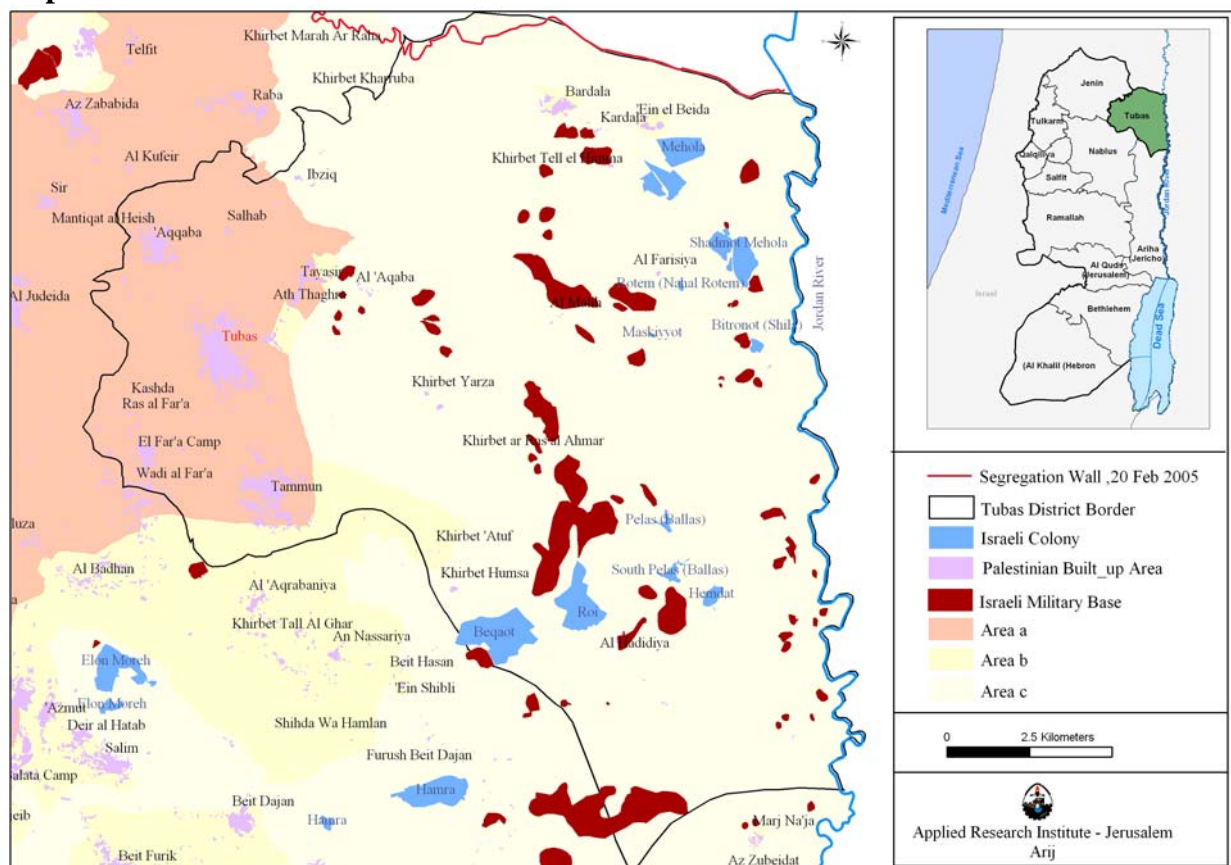 Telfit
Khirbet Marah Ar Raha
Khirbet Kharruba
Az Zababida
Raba
Bardala
'Ein el Beida
Kardala
Mehola
Al Kufeir
Khirbet Tell el Himma
Ibziq
Sir
Mantiqat al Heish
Salhab
'Aqqaba
Shadmot Mehola
Al Farisiya
Tayasir
Al 'Aqaba
Al Judeida
Ath Thaghra
Rotem (Nahal Rotem)
Al Malih
Jordan River
Tubas
Maskiyyot
Bitronot (Shila)
Kashda
Khirbet Yarza
Ras al Far'a
El Far'a Camp
Khirbet ar Ras al Ahmar
Wadi al Far'a
Tammun
luza
Pelas (Ballas)
Khirbet 'Atuf
Al Badhan
Al 'Aqrabaniya
Khirbet Humsa
South Pelas (Ballas)
Hemdat
a
Roi
Khirbet Tall Al Ghar
An Nassariya
Beqaot
Al Hadidiya
Elon Moreh
Beit Hasan
'Ein Shibli
Elon Moreh
'Azmut
Deir al Hatab
Shihda Wa Hamlan
Salim
Furush Beit Dajan
alata Camp
Hamra
Beit Dajan
eib
Hamra
Marj Na'ja
Beit Furik
Az Zubeidat
Jenin
Tubas
Tulkarm
Nablus
Qalqiliya
Salfit
Mediterranean Sea
Jordan River
Ramallah
Ariha
(Jericho)
Al Quds
(Jerusalem)
Israel
Bethlehem
Dead Sea
(Al Khalil (Hebron
Segregation Wall ,20 Feb 2005
Tubas District Border
Israeli Colony
Palestinian Built_up Area
Israeli Military Base
Area a
Area b
Area c
0 2.5 Kilometers
Applied Research Institute - Jerusalem
Arij